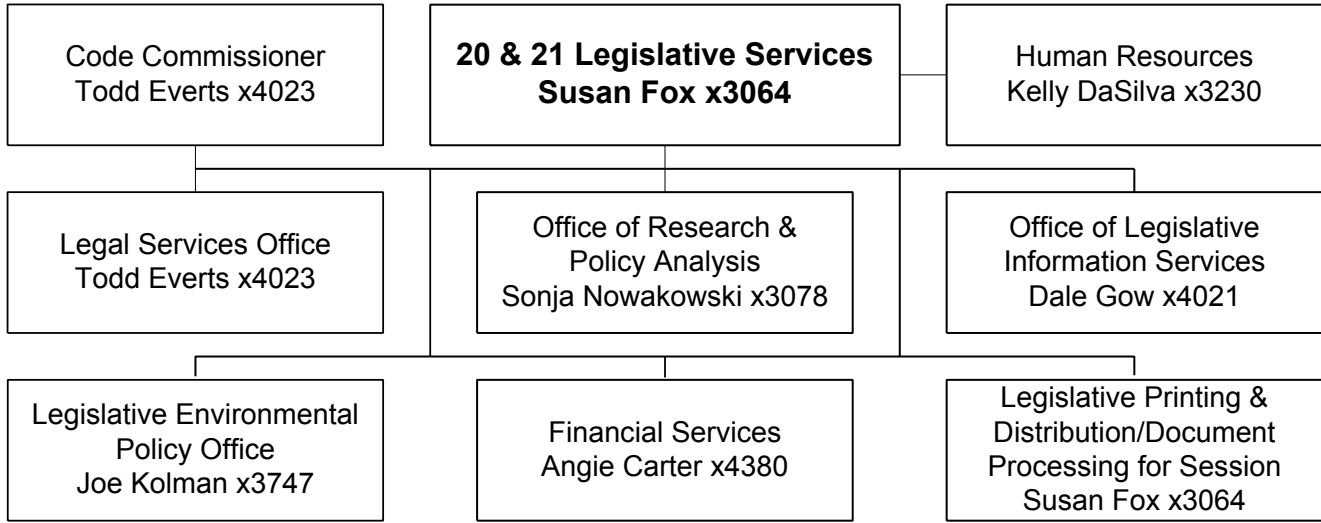 Code Commissioner
Todd Everts x4023
20 & 21 Legislative Services
Susan Fox x3064
Human Resources
Kelly DaSilva x3230
Legal Services Office
Todd Everts x4023
Office of Research &
Policy Analysis
Sonja Nowakowski x3078
Office of Legislative
Information Services
Dale Gow x4021
Legislative Environmental
Policy Office
Joe Kolman x3747
Financial Services
Angie Carter x4380
Legislative Printing &
Distribution/Document
Processing for Session
Susan Fox x3064